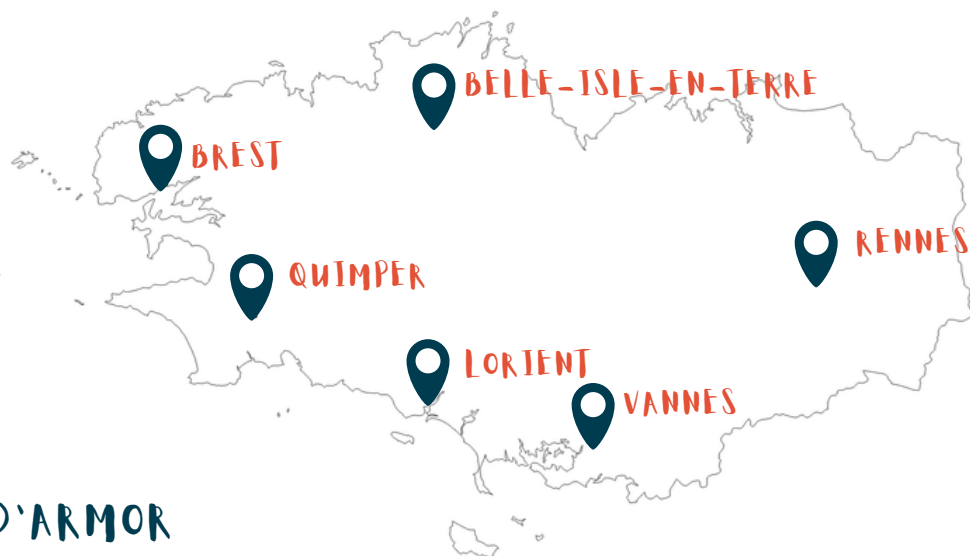 BELLE-ISLE-EN-TERRE
BREST
RENNES
QUIMPER
LORIENT
VANNES
D'ARMOR